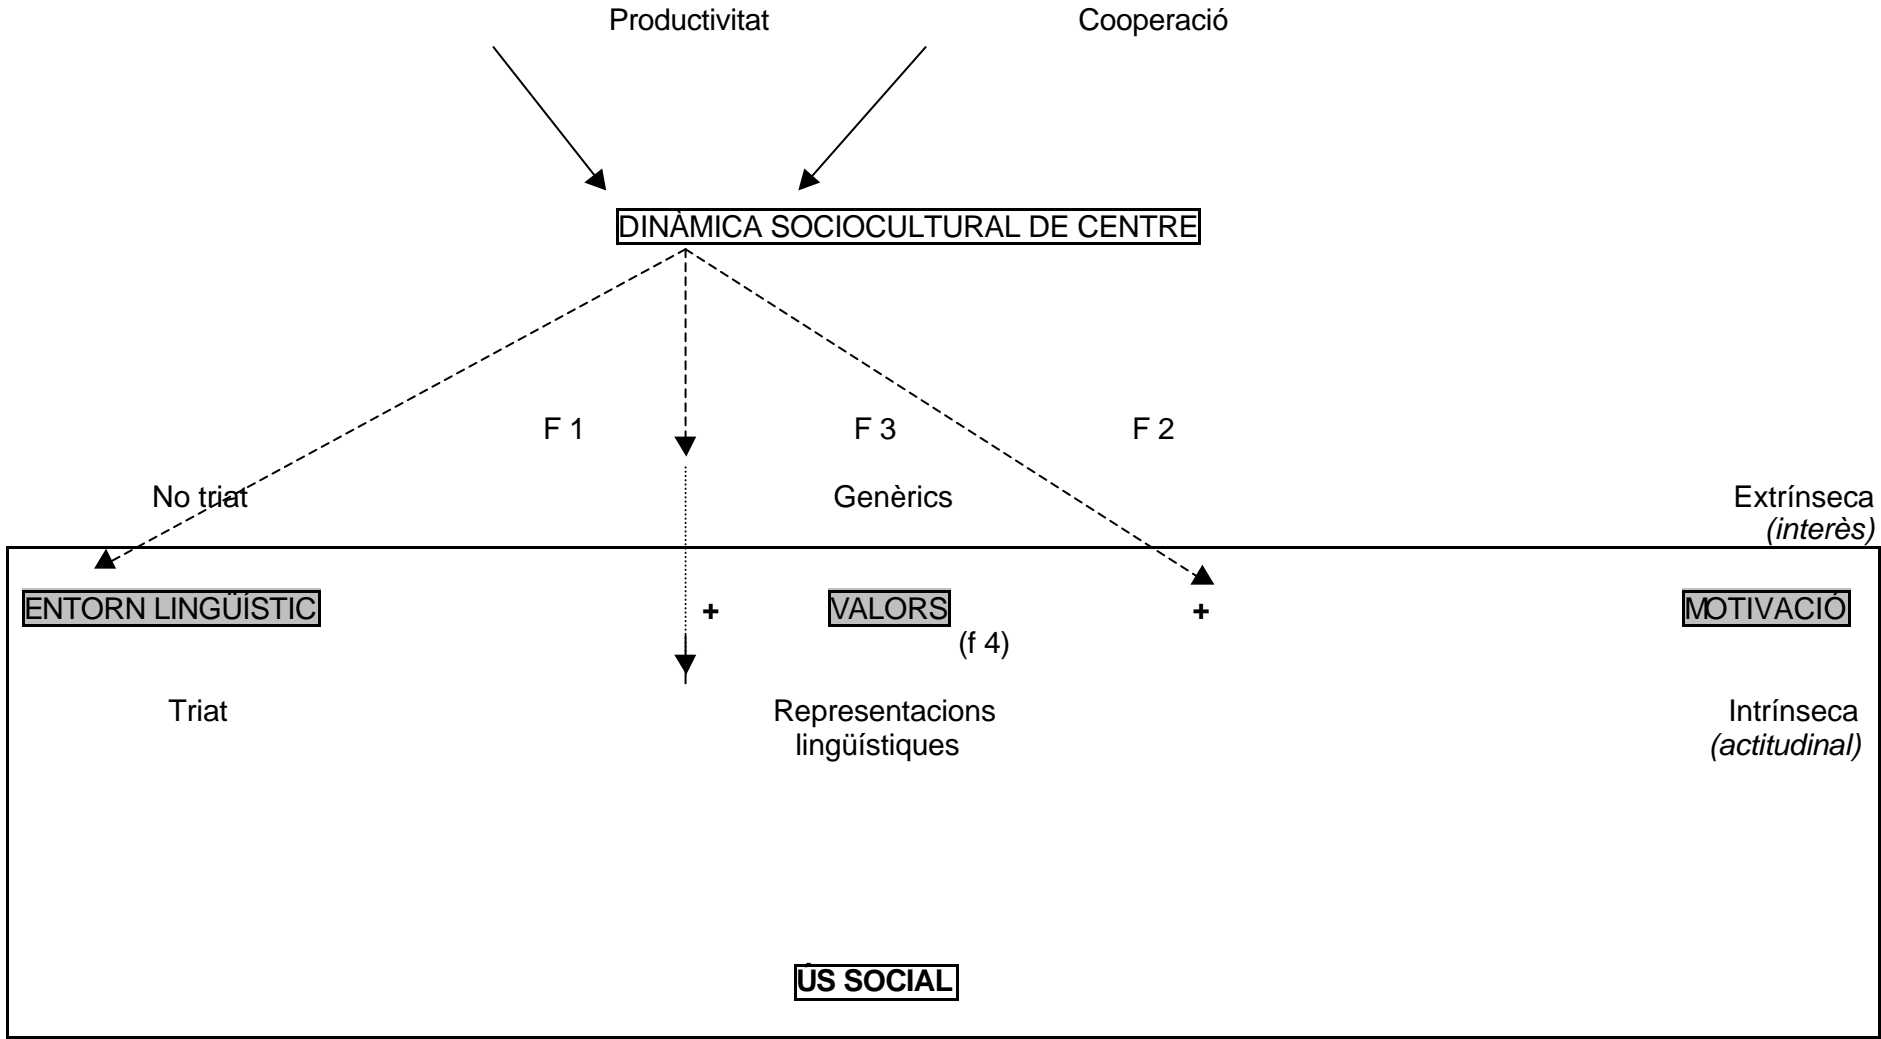 Productivitat Cooperació
DINÀMICA SOCIOCULTURAL DE CENTRE
F 1 F 3 F 2
No triat Genèrics Extrínseca
(interès)
ENTORN LINGÜÍSTIC + VALORS + MOTIVACIÓ
(f 4)
Triat Representacions Intrínseca
lingüístiques (actitudinal)
ÚS SOCIAL